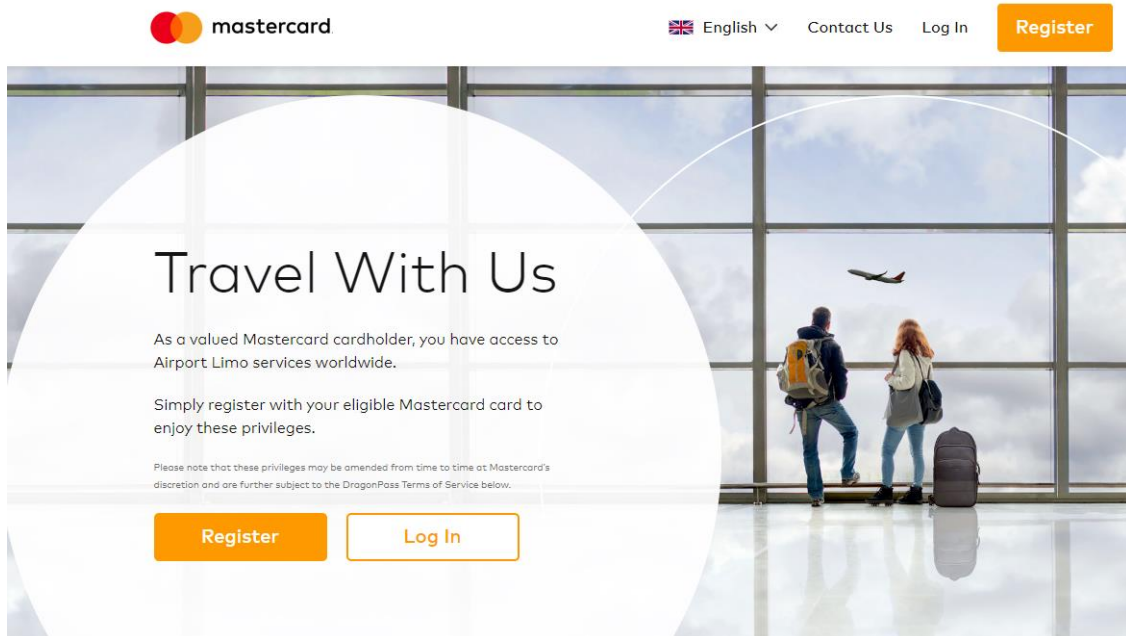 mastercard
English
Contact Us
Log In
Register
Travel With Us
As a valued Mastercard cardholder, you have access to
Airport Limo services worldwide.
Simply register with your eligible Mastercard card to
enjoy these privileges.
Please note that these privileges may be amended from time to time at Mastercard's
discretion and are further subject to the DragonPass Terms of Service below.
Register
Log In